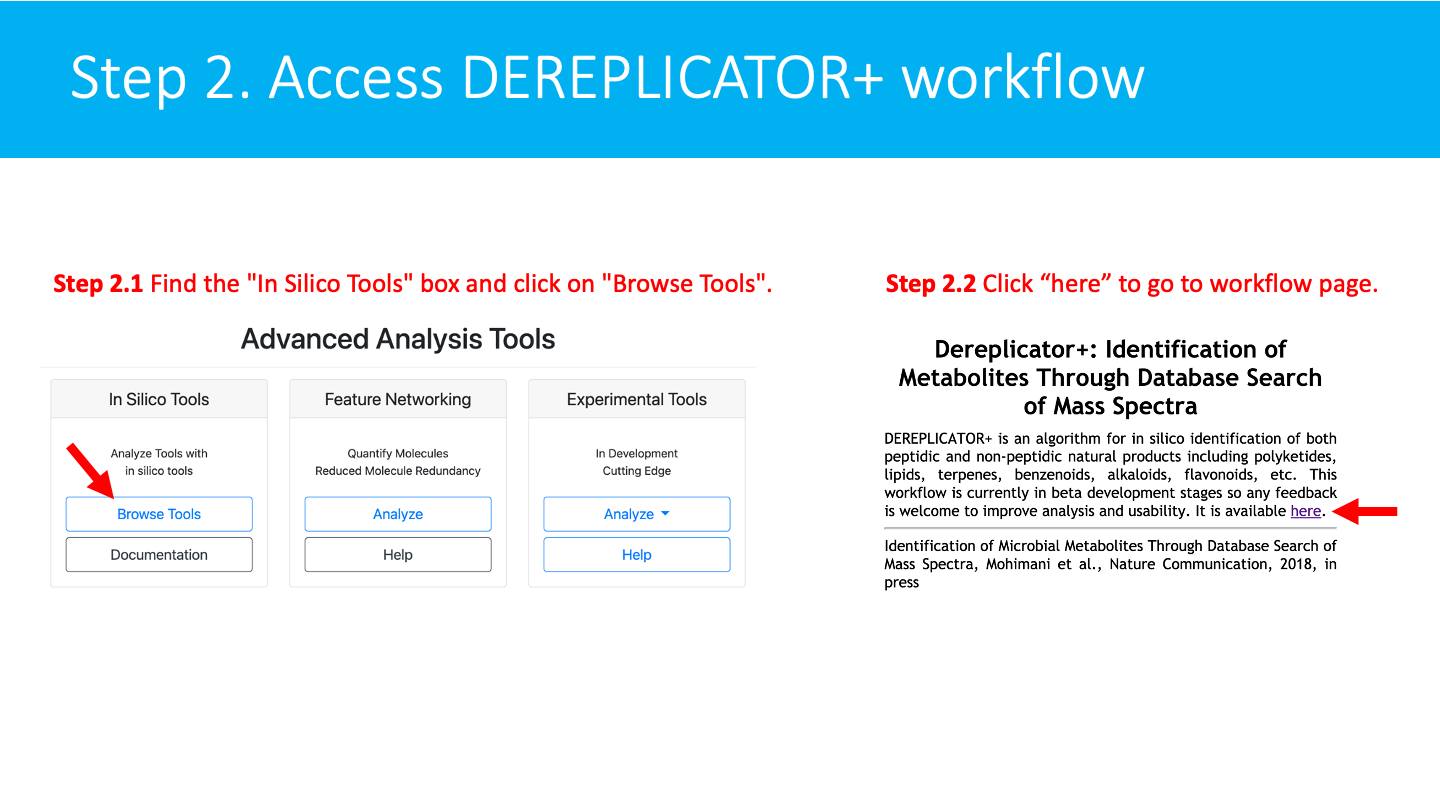 Step 2. Access DEREPLICATOR+ workflow
Step 2.1 Find the "In Silico Tools" box and click on "Browse Tools".
Advanced Analysis Tools
In Silico Tools
Analyze Tools with
in silico tools
Browse Tools
Documentation
Feature Networking
Quantify Molecules
Reduced Molecule Redundancy
Analyze
Help
Experimental Tools
In Development
Cutting Edge
Analyze
Help
Step 2.2 Click “here” to go to workflow page.
Dereplicator+: Identification of
Metabolites Through Database Search
of Mass Spectra
DEREPLICATOR+ is an algorithm for in silico identification of both
peptidic and non-peptidic natural products including polyketides,
lipids, terpenes, benzenoids, alkaloids, flavonoids, etc. This
workflow is currently in beta development stages so any feedback
is welcome to improve analysis and usability. It is available here.
Identification of Microbial Metabolites Through Database Search of
Mass Spectra, Mohimani et al., Nature Communication, 2018, in
press